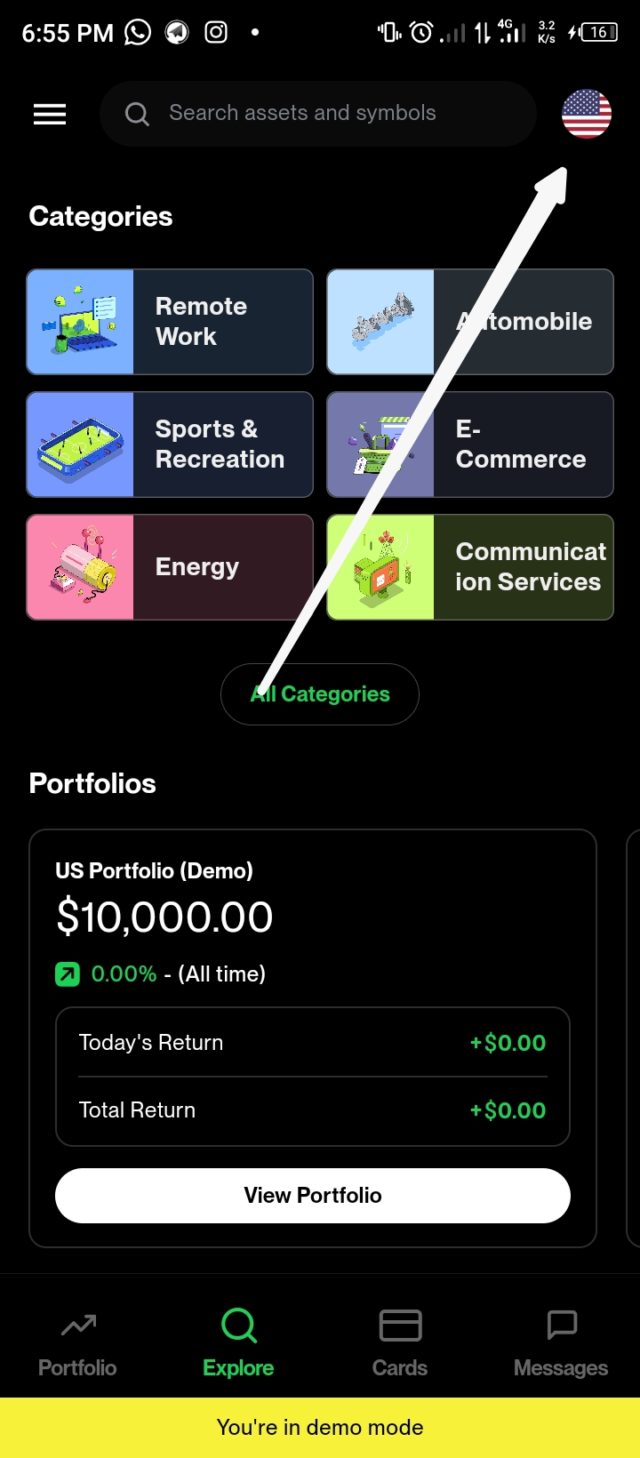 6:55 PM
4G
3.2
K/s
16
Search assets and symbols
Categories
Remote
Work
Automobile
Sports &
Recreation
E-
Commerce
Energy
Communicat
ion Services
All Categories
Portfolios
US Portfolio (Demo)
$10,000.00
0.00% - (All time)
Today's Return +$0.00
Total Return +$0.00
View Portfolio
Portfolio Explore Cards Messages
You're in demo mode